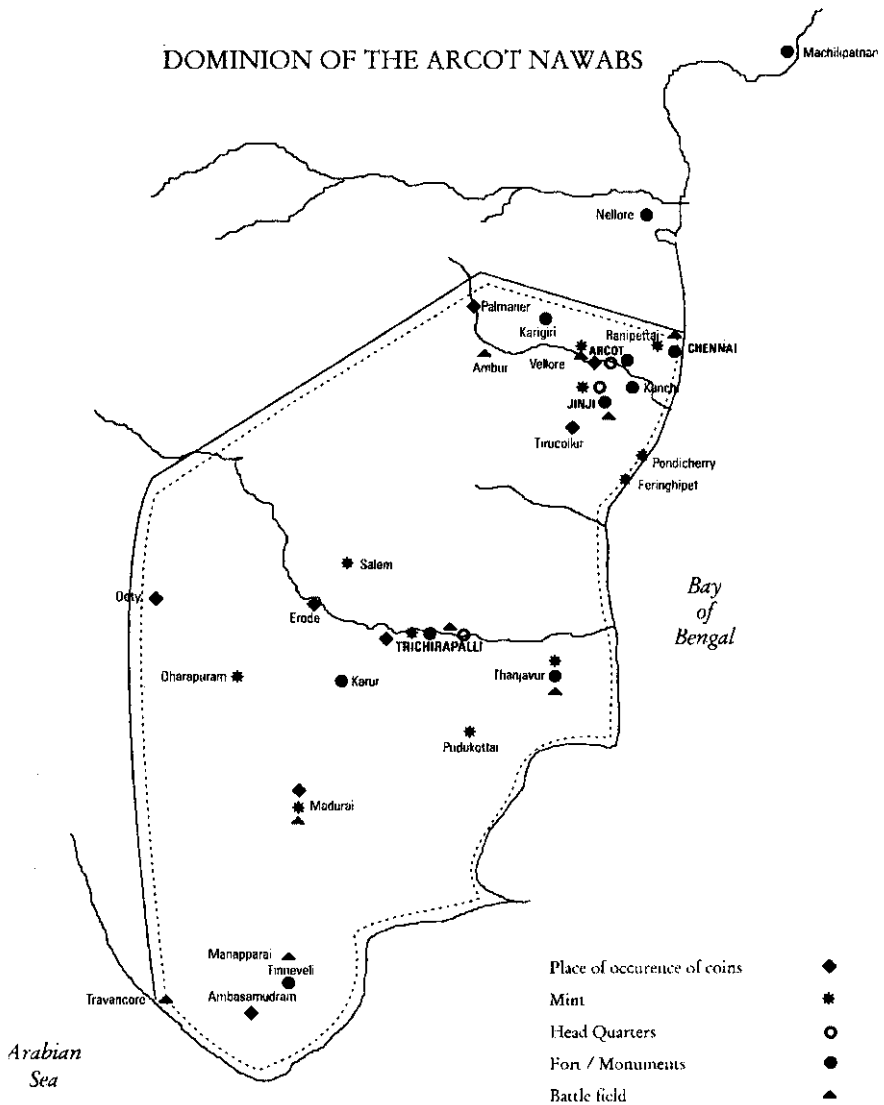 DOMINION OF THE ARCOT NAWABS
Machilipatnam
Nellore
Palmaner
Karigiri
Ranipettai
CHENNAI
ARCOT
Ambur
Vellore
Kanchi
JINJI
Tirucollur
Pondicherry
Feringhipet
Salem
Ooty
Erode
Bay
of
Bengal
TRICHIRAPALLI
Dharapuram
Karur
Thanjavur
Pudukottai
Madurai
Manapparai
Tinneveli
Travancore
Ambasamudram
Arabian
Sea
Place of occurence of coins
Mint
Head Quarters
Fort / Monuments
Battle field